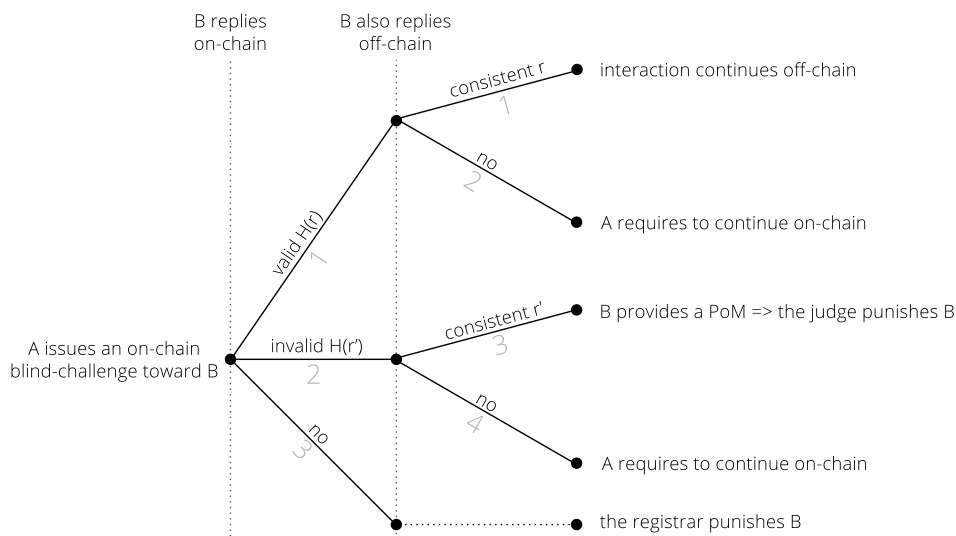 B replies
on-chain
B also replies
off-chain
consistent r
1
interaction continues off-chain
no
2
A requires to continue on-chain
valid H(r)
1
A issues an on-chain
blind-challenge toward B
invalid H(r’)
2
consistent r’
3
B provides a PoM => the judge punishes B
no
4
A requires to continue on-chain
no
3
the registrar punishes B